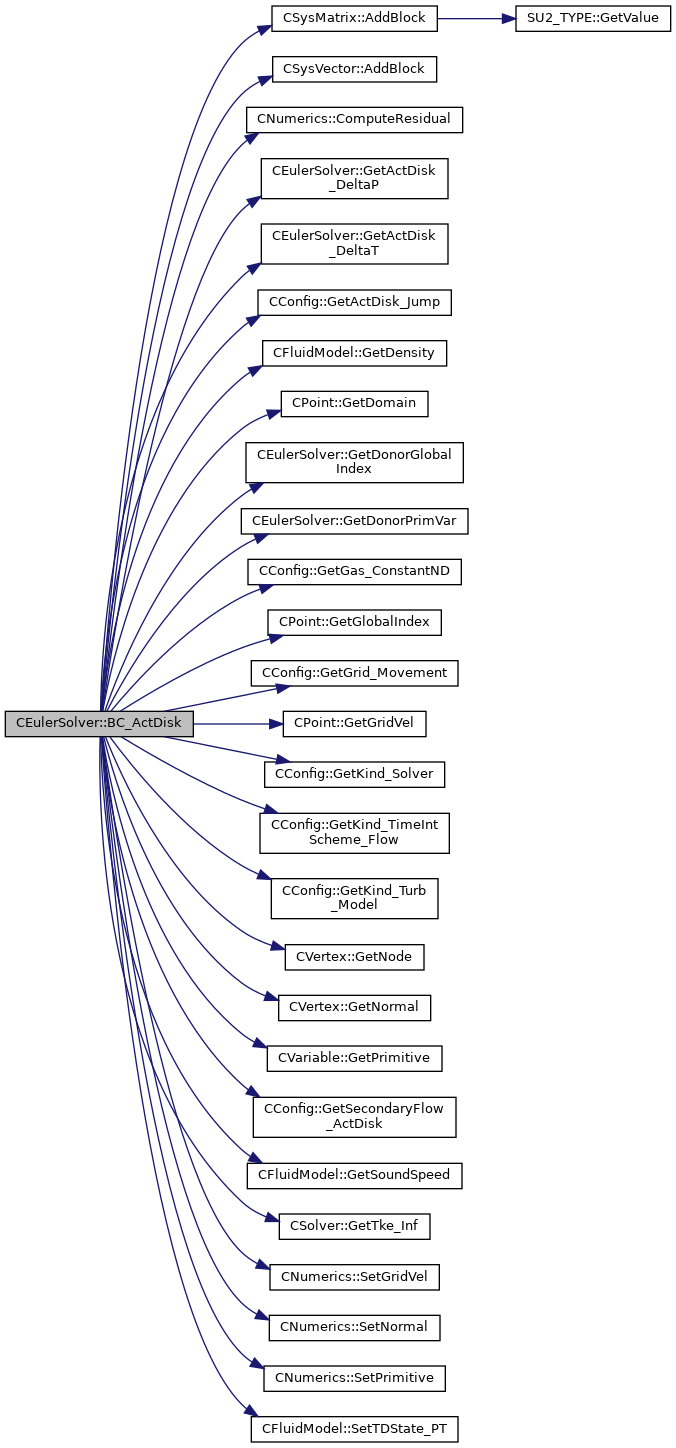 CSysMatrix::AddBlock
SU2_TYPE::GetValue
CSysVector::AddBlock
CNumerics::ComputeResidual
CEulerSolver::GetActDisk
_DeltaP
CEulerSolver::GetActDisk
_DeltaT
CConfig::GetActDisk_Jump
CFluidModel::GetDensity
CPoint::GetDomain
CEulerSolver::GetDonorGlobal
Index
CEulerSolver::GetDonorPrimVar
CConfig::GetGas_ConstantND
CPoint::GetGlobalIndex
CConfig::GetGrid_Movement
CEulerSolver::BC_ActDisk
CPoint::GetGridVel
CConfig::GetKind_Solver
CConfig::GetKind_TimeInt
Scheme_Flow
CConfig::GetKind_Turb
_Model
CVertex::GetNode
CVertex::GetNormal
CVariable::GetPrimitive
CConfig::GetSecondaryFlow
_ActDisk
CFluidModel::GetSoundSpeed
CSolver::GetTke_Inf
CNumerics::SetGridVel
CNumerics::SetNormal
CNumerics::SetPrimitive
CFluidModel::SetTDState_PT